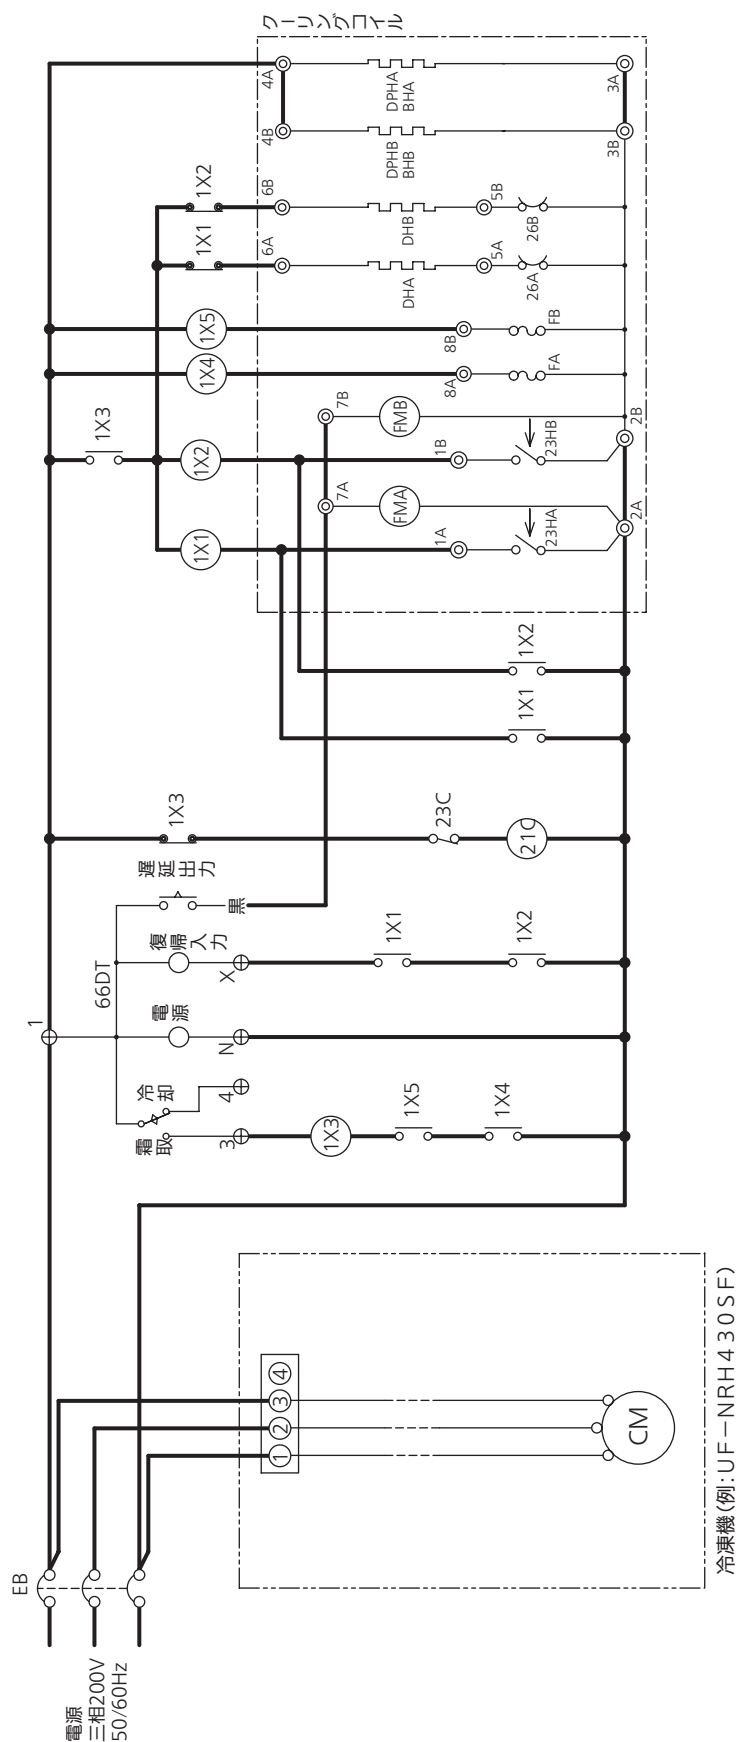 電源
三相200V
50/60Hz
EB
冷凍機(例:UF-NRH430SF)
①
②
③
④
CM
1
66DT
霜取
冷却
電源
復帰入力
遅延出力
3
4
N
X
黒
1X3
1X5
1X4
1X1
1X2
1X3
23C
21C
1X1
1X2
クーリングコイル
1X3
1X1
1X2
1X4
1X5
1X1
1X2
1A
7A
1B
7B
8A
8B
6A
6B
4B
4A
FMA
FMB
23HA
23HB
2A
2B
FA
FB
DHA
5A
26A
DHB
5B
26B
DPHB
BHB
3B
DPHA
BHA
3A